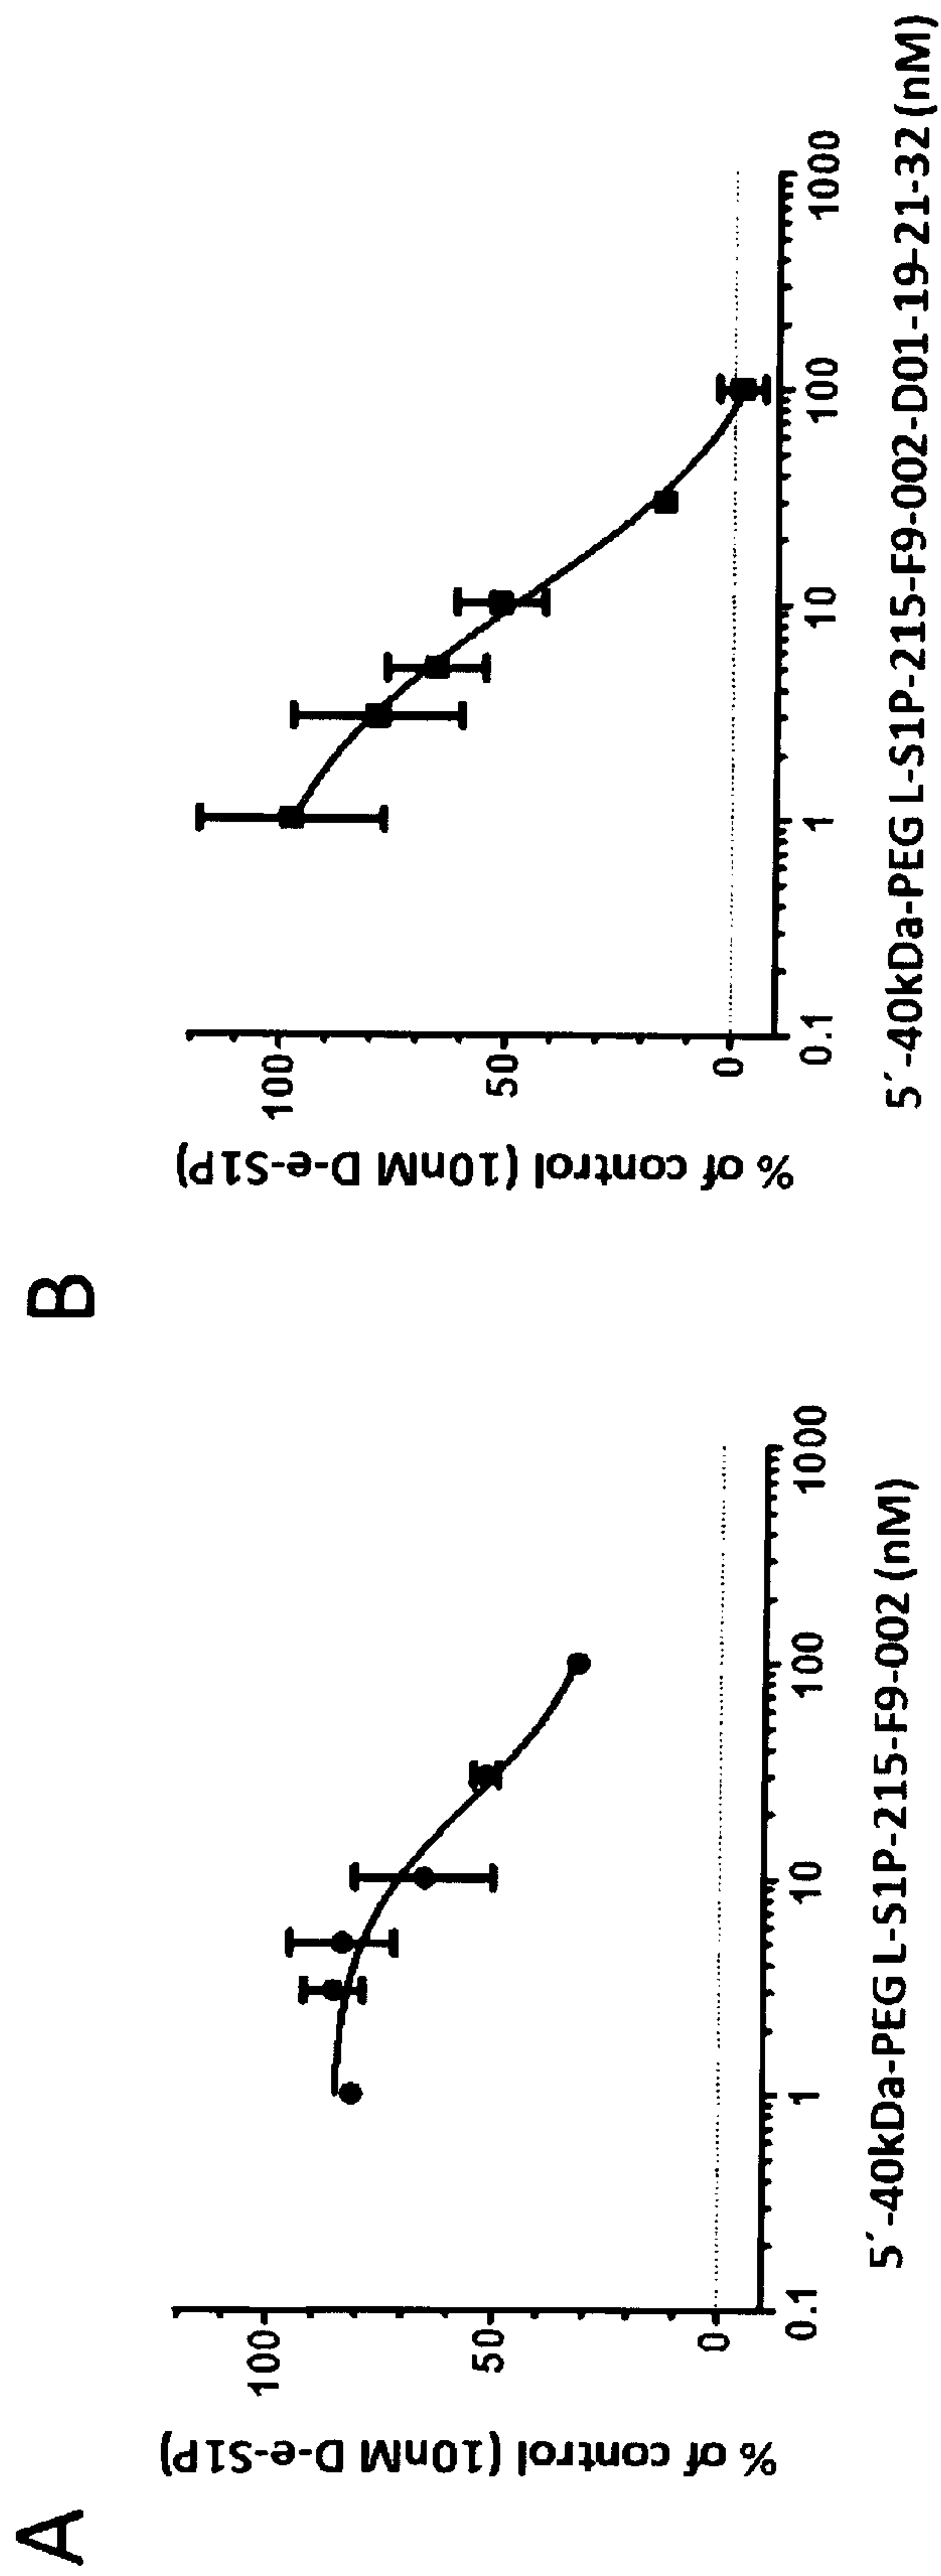 A
% of control (10nM D-e-S1P)
100
50
0
0.1
1
10
100
1000
5´-40kDa-PEG L-S1P-215-F9-002 (nM)
B
% of control (10nM D-e-S1P)
100
50
0
0.1
1
10
100
1000
5´-40kDa-PEG L-S1P-215-F9-002-D01-19-21-32 (nM)